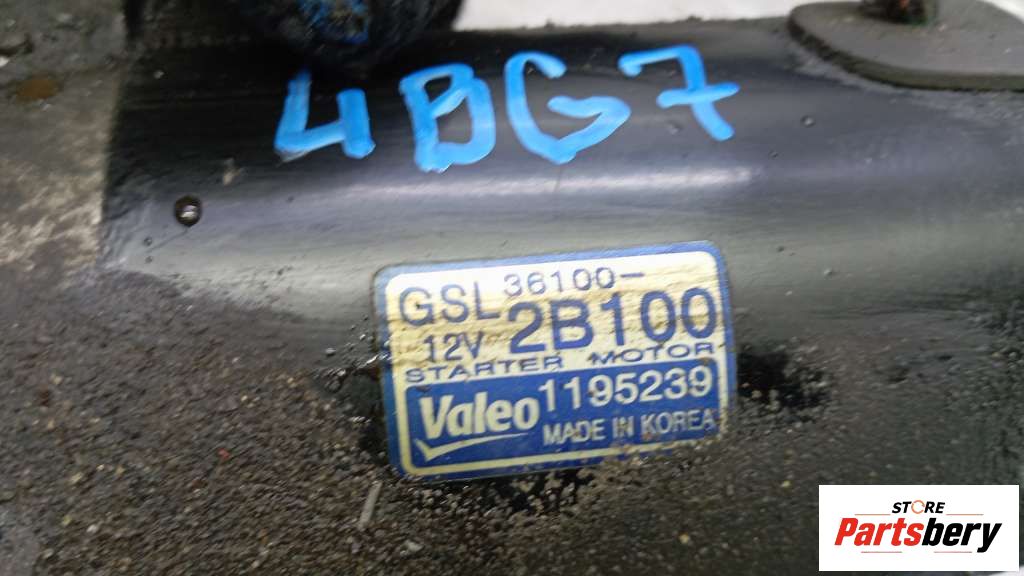 4BG7
GSL 36100-
12V 2B100
STARTER MOTOR
Valeo 1195239
MADE IN KOREA
STORE
Partsbery